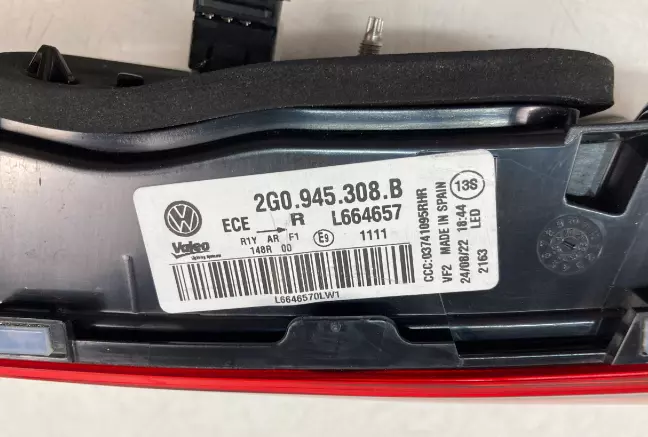 2G0.945.308.B
ECE R L664657
R1Y AR F1 E9 1111
148R 00
Valeo
L6646570LW1
13S
CCC:03741095RHR
VF2 MADE IN SPAIN
24/08/22 18:44
LED
2163